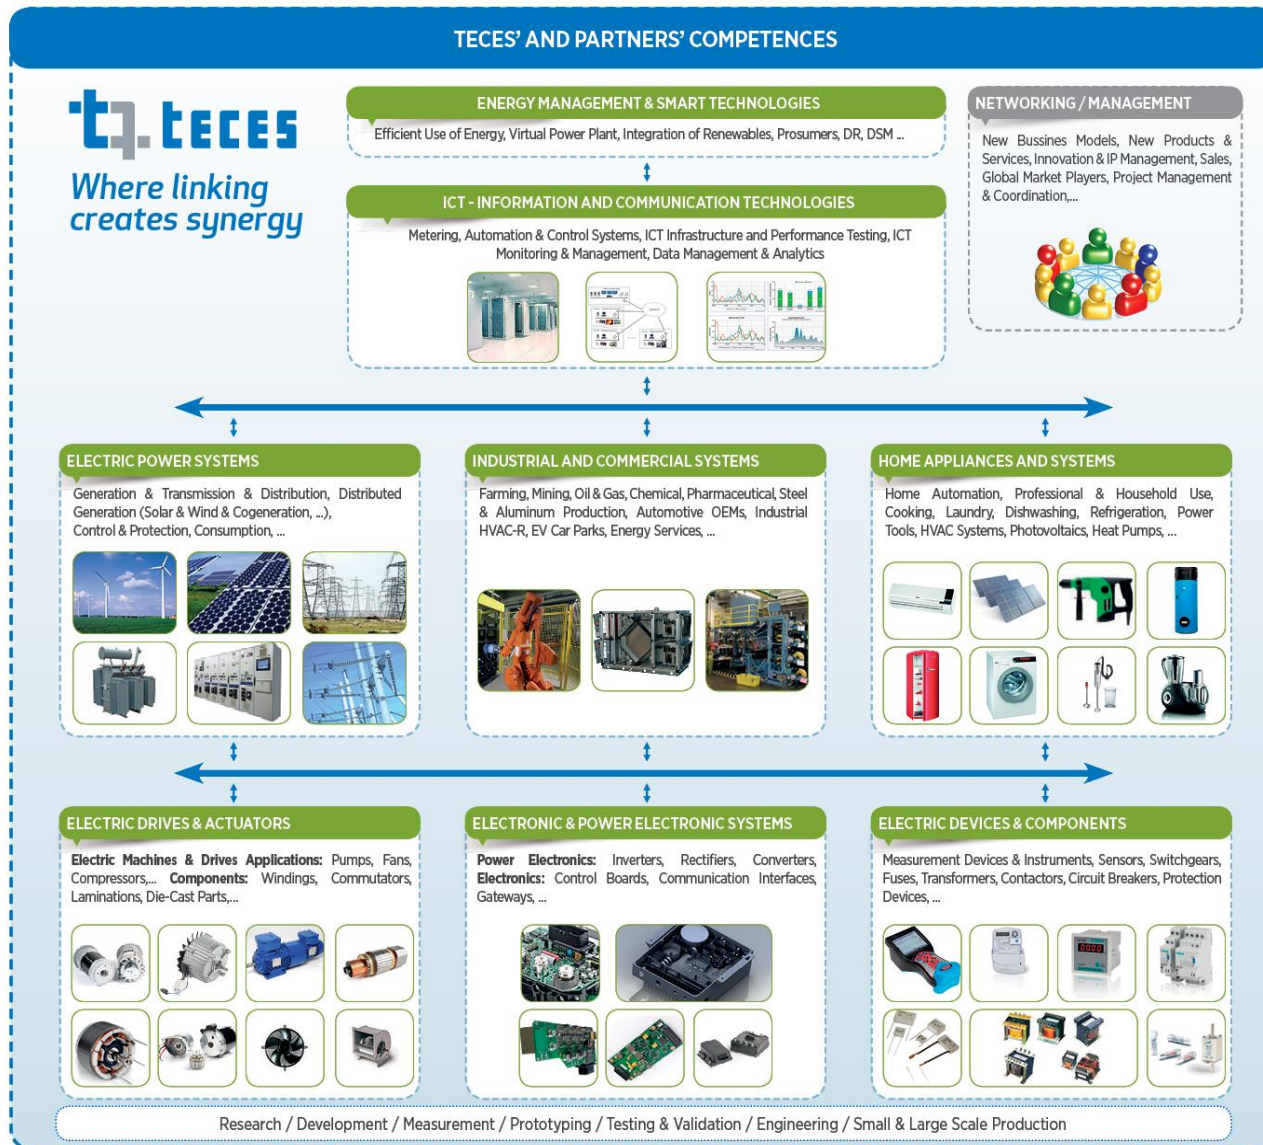 TECES' AND PARTNERS' COMPETENCES
teces
Where linking
creates synergy
ENERGY MANAGEMENT & SMART TECHNOLOGIES
Efficient Use of Energy, Virtual Power Plant, Integration of Renewables, Prosumers, DR, DSM ...
NETWORKING / MANAGEMENT
New Bussines Models, New Products &
Services, Innovation & IP Management, Sales,
Global Market Players, Project Management
& Coordination,...
ICT - INFORMATION AND COMMUNICATION TECHNOLOGIES
Metering, Automation & Control Systems, ICT Infrastructure and Performance Testing, ICT
Monitoring & Management, Data Management & Analytics
ELECTRIC POWER SYSTEMS
Generation & Transmission & Distribution, Distributed
Generation (Solar & Wind & Cogeneration, ...),
Control & Protection, Consumption, ...
INDUSTRIAL AND COMMERCIAL SYSTEMS
Farming, Mining, Oil & Gas, Chemical, Pharmaceutical, Steel
& Aluminum Production, Automotive OEMs, Industrial
HVAC-R, EV Car Parks, Energy Services, ...
HOME APPLIANCES AND SYSTEMS
Home Automation, Professional & Household Use,
Cooking, Laundry, Dishwashing, Refrigeration, Power
Tools, HVAC Systems, Photovoltaics, Heat Pumps, ...
ELECTRIC DRIVES & ACTUATORS
Electric Machines & Drives Applications: Pumps, Fans,
Compressors,... Components: Windings, Commutators,
Laminations, Die-Cast Parts,...
ELECTRONIC & POWER ELECTRONIC SYSTEMS
Power Electronics: Inverters, Rectifiers, Converters,
Electronics: Control Boards, Communication Interfaces,
Gateways, ...
ELECTRIC DEVICES & COMPONENTS
Measurement Devices & Instruments, Sensors, Switchgears,
Fuses, Transformers, Contactors, Circuit Breakers, Protection
Devices, ...
Research / Development / Measurement / Prototyping / Testing & Validation / Engineering / Small & Large Scale Production